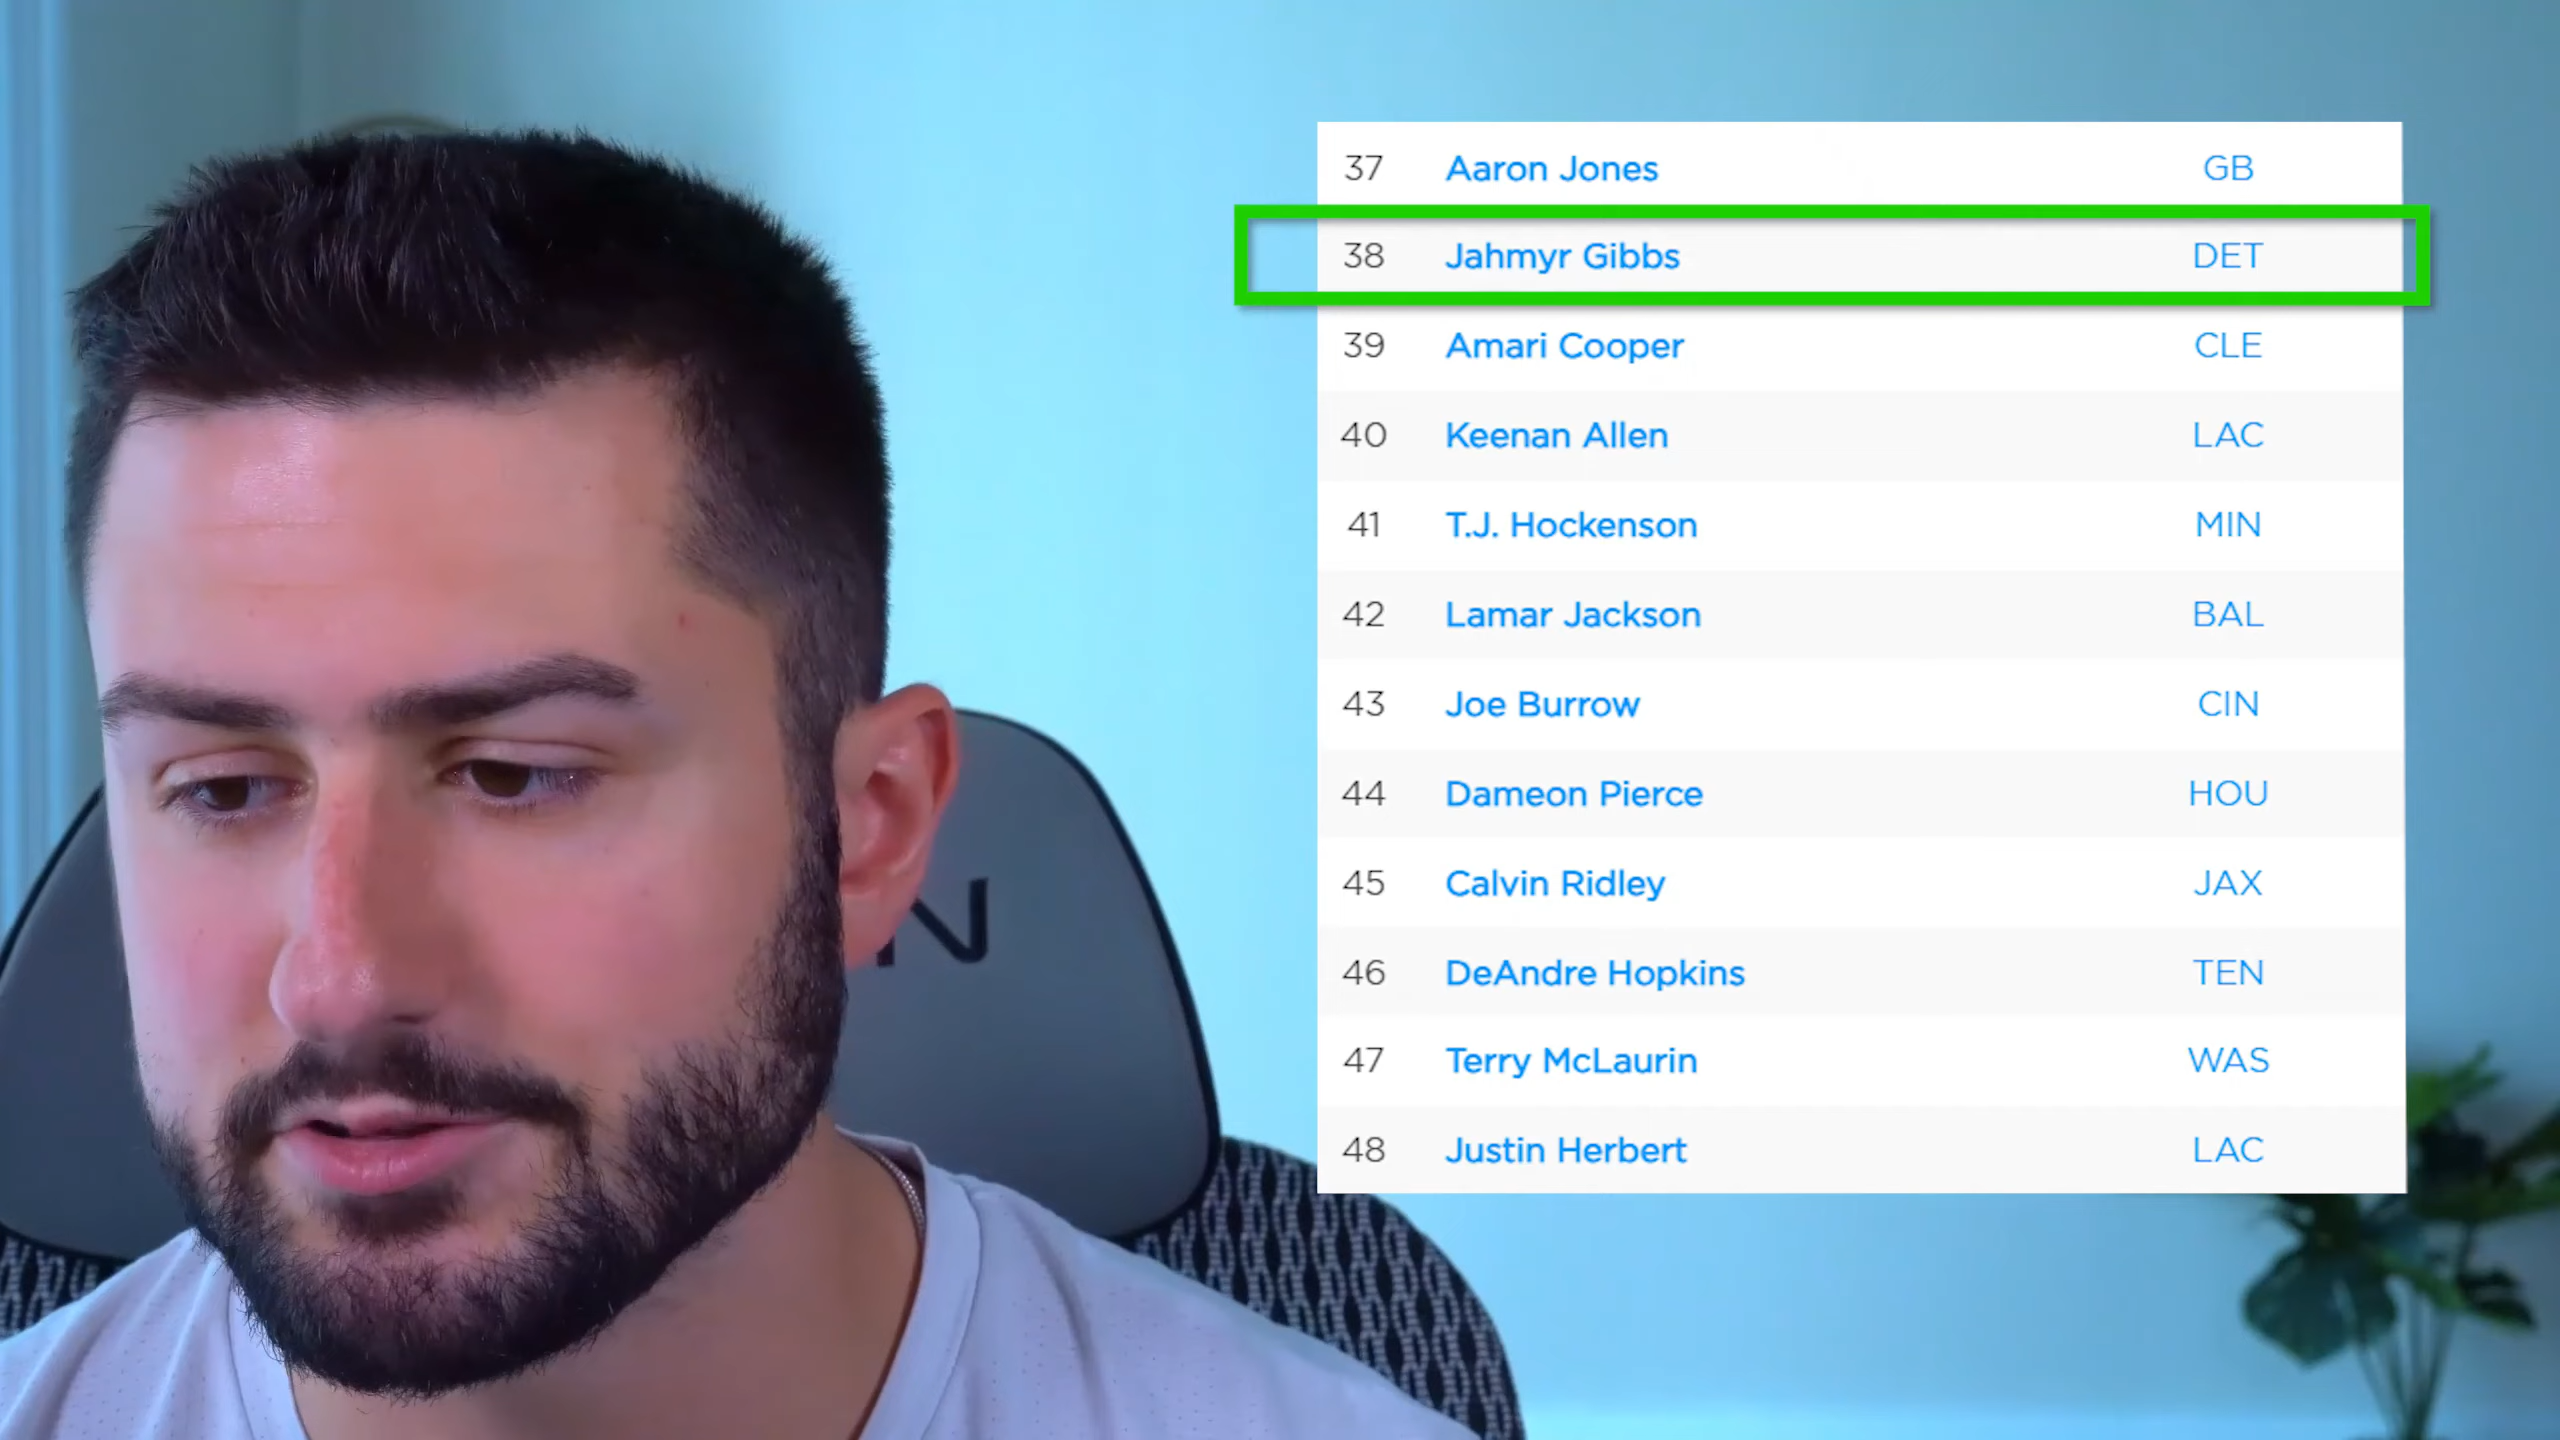 37 Aaron Jones GB
38 Jahmyr Gibbs DET
39 Amari Cooper CLE
40 Keenan Allen LAC
41 T.J. Hockenson MIN
42 Lamar Jackson BAL
43 Joe Burrow CIN
44 Dameon Pierce HOU
45 Calvin Ridley JAX
46 DeAndre Hopkins TEN
47 Terry McLaurin WAS
48 Justin Herbert LAC